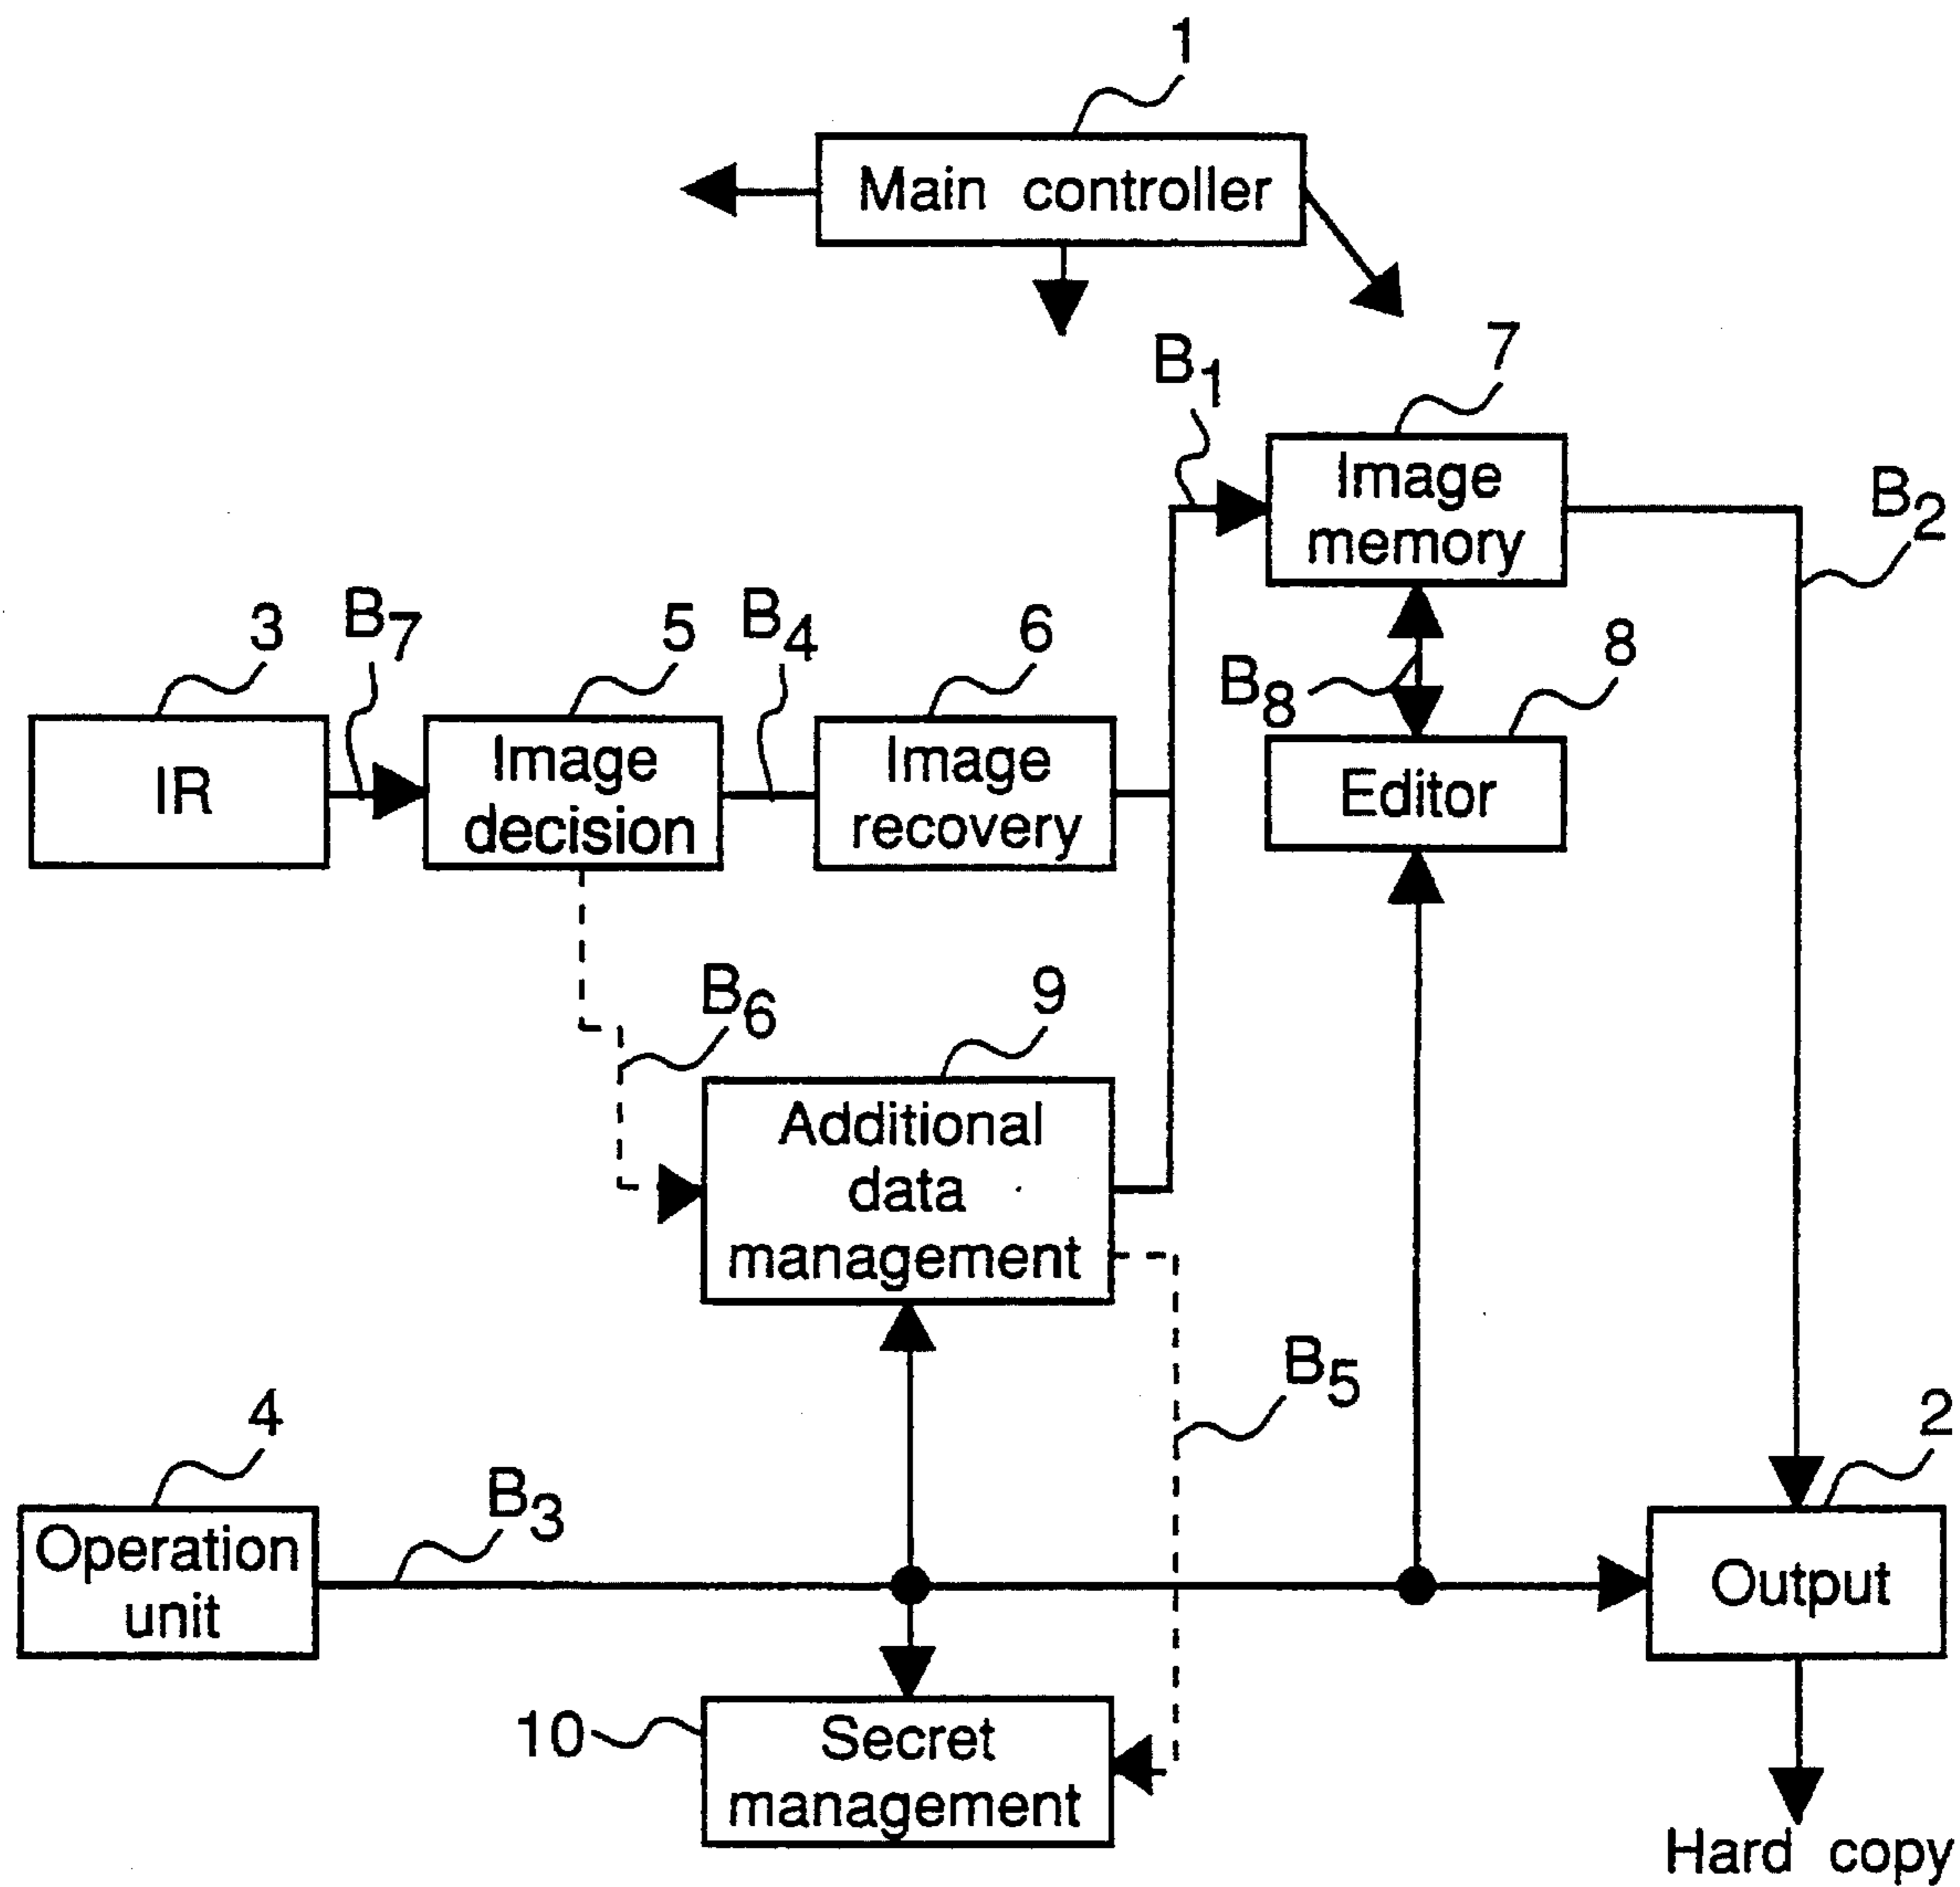 1
Main controller
B1
7
Image
memory
B2
3
B7
5
B4
6
B8
8
IR
Image
decision
Image
recovery
Editor
B6
9
Additional
data
management
B5
4
B3
2
Operation
unit
Output
10
Secret
management
Hard copy